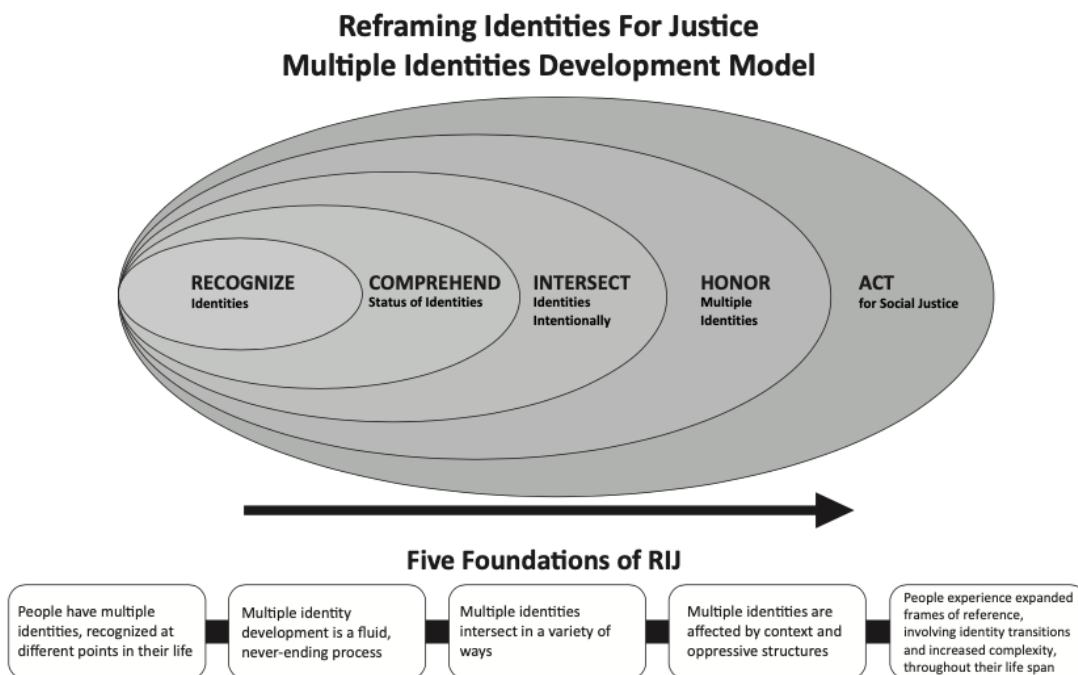 Reframing Identities For Justice
Multiple Identities Development Model
RECOGNIZE
Identities
COMPREHEND
Status of Identities
INTERSECT
Identities
Intentionally
HONOR
Multiple
Identities
ACT
for Social Justice
Five Foundations of RIJ
People have multiple
identities, recognized at
different points in their life
Multiple identity
development is a fluid,
never-ending process
Multiple identities
intersect in a variety of
ways
Multiple identities are
affected by context and
oppressive structures
People experience expanded
frames of reference,
involving identity transitions
and increased complexity,
throughout their life span